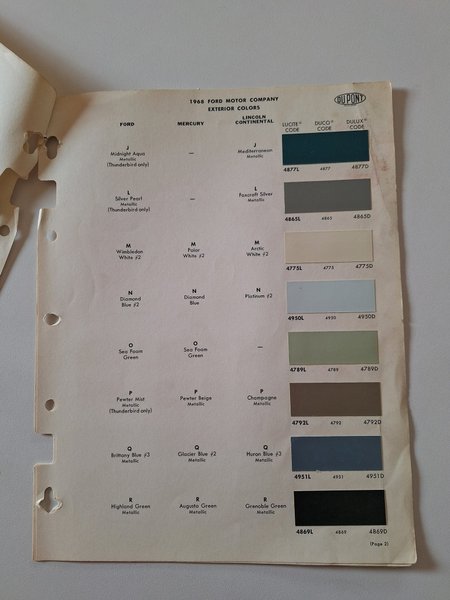 1968 FORD MOTOR COMPANY
EXTERIOR COLORS
DU PONT
FORD MERCURY LINCOLN CONTINENTAL LUCITE® CODE DUCO® CODE DULUX® CODE
J — J
Midnight Aqua Mediterranean
Metallic Metallic
(Thunderbird only)
4877L 4877 4877D
L — L
Silver Pearl Foxcroft Silver
Metallic Metallic
(Thunderbird only)
4865L 4865 4865D
M M M
Wimbledon Polar Arctic
White #2 White #2 White #2
4775L 4775 4775D
N N N
Diamond Diamond Platinum #2
Blue #2 Blue
4950L 4950 4950D
O O —
Sea Foam Sea Foam
Green Green
4789L 4789 4789D
P P P
Pewter Mist Pewter Beige Champagne
Metallic Metallic Metallic
(Thunderbird only)
4792L 4792 4792D
Q Q Q
Brittany Blue #3 Glacier Blue #2 Huron Blue #3
Metallic Metallic Metallic
4951L 4951 4951D
R R R
Highland Green Augusta Green Grenoble Green
Metallic Metallic Metallic
4869L 4869 4869D
(Page 2)